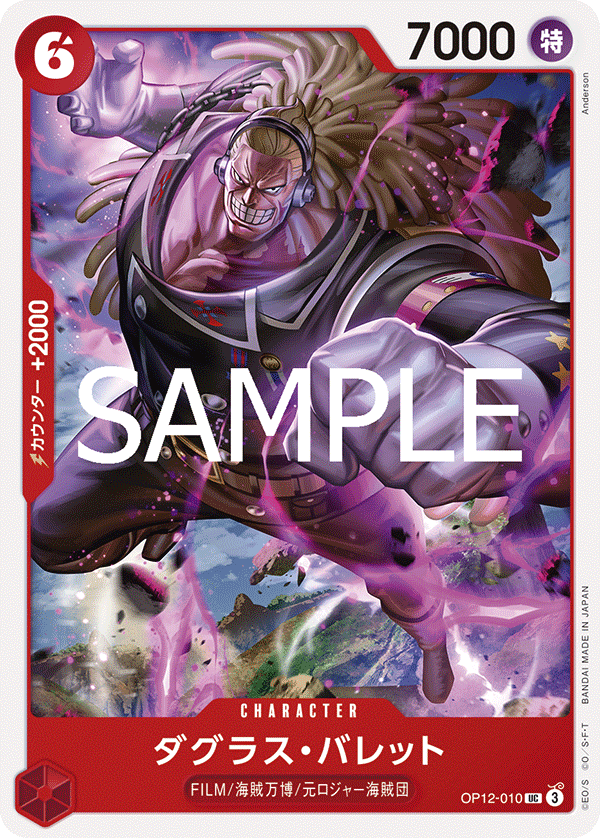 6
7000
特
Anderson
カウンター +2000
SAMPLE
CHARACTER
ダグラス・バレット
FILM/海賊万博/元ロジャー海賊団
OP12-010 UC 3
©EO/S ©O/S・F・T BANDAI MADE IN JAPAN